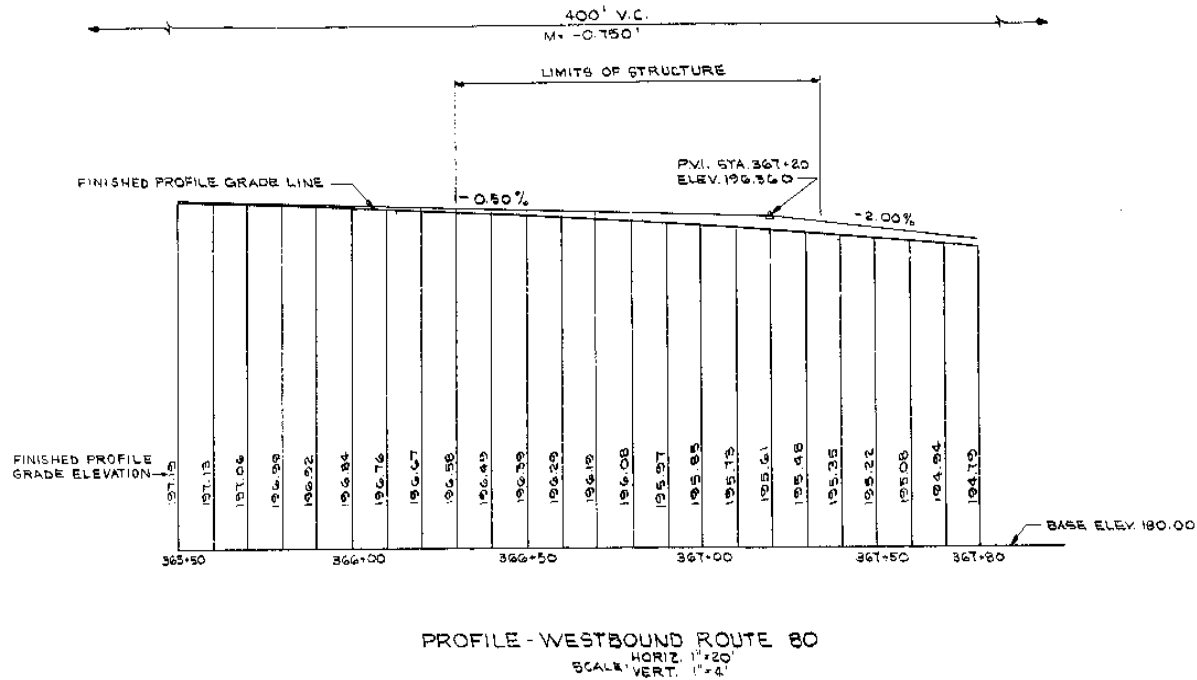 400' V.C.
M= -0.750'
LIMITS OF STRUCTURE
P.V.I. STA. 367+20
ELEV. 196.360
FINISHED PROFILE GRADE LINE
-0.50%
-2.00%
FINISHED PROFILE
GRADE ELEVATION
197.19
197.13
197.06
196.99
196.92
196.84
196.76
196.67
196.58
196.49
196.39
196.29
196.19
196.08
195.97
195.85
195.73
195.61
195.48
195.35
195.22
195.08
194.94
194.79
BASE ELEV. 180.00
365+50
366+00
366+50
367+00
367+50
367+80
PROFILE - WESTBOUND ROUTE 80
SCALE: HORIZ. 1"=20'
VERT. 1"=4'